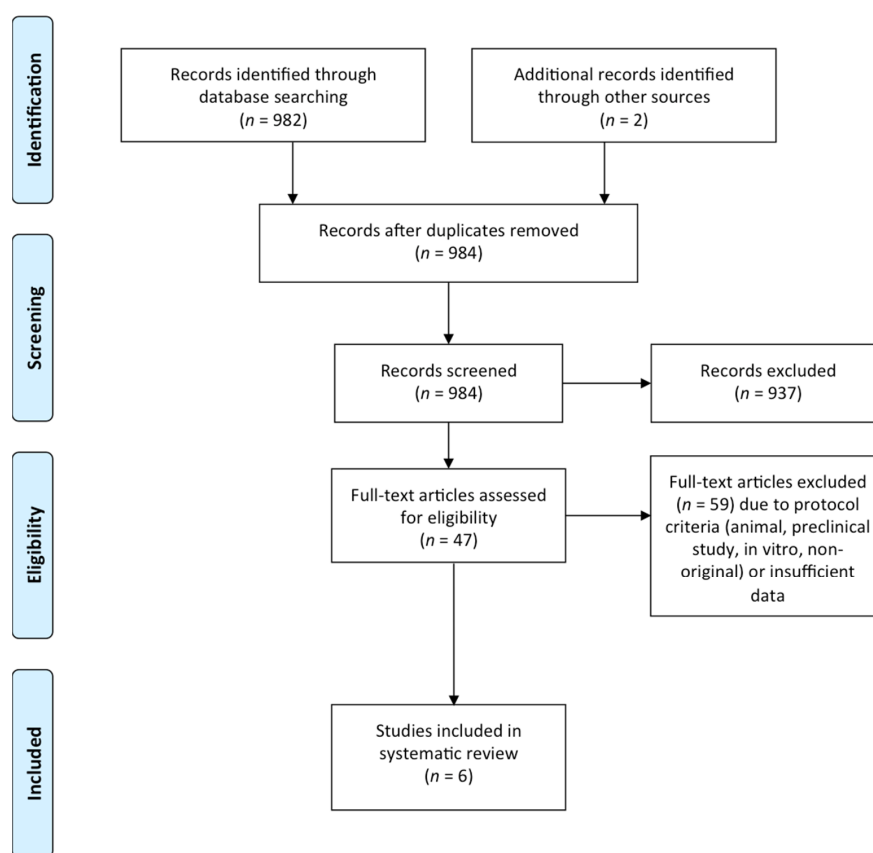 Identification
Records identified through
database searching
(n = 982)
Additional records identified
through other sources
(n = 2)
Records after duplicates removed
(n = 984)
Screening
Records screened
(n = 984)
Records excluded
(n = 937)
Eligibility
Full-text articles assessed
for eligibility
(n = 47)
Full-text articles excluded
(n = 59) due to protocol
criteria (animal, preclinical
study, in vitro, non-
original) or insufficient
data
Included
Studies included in
systematic review
(n = 6)